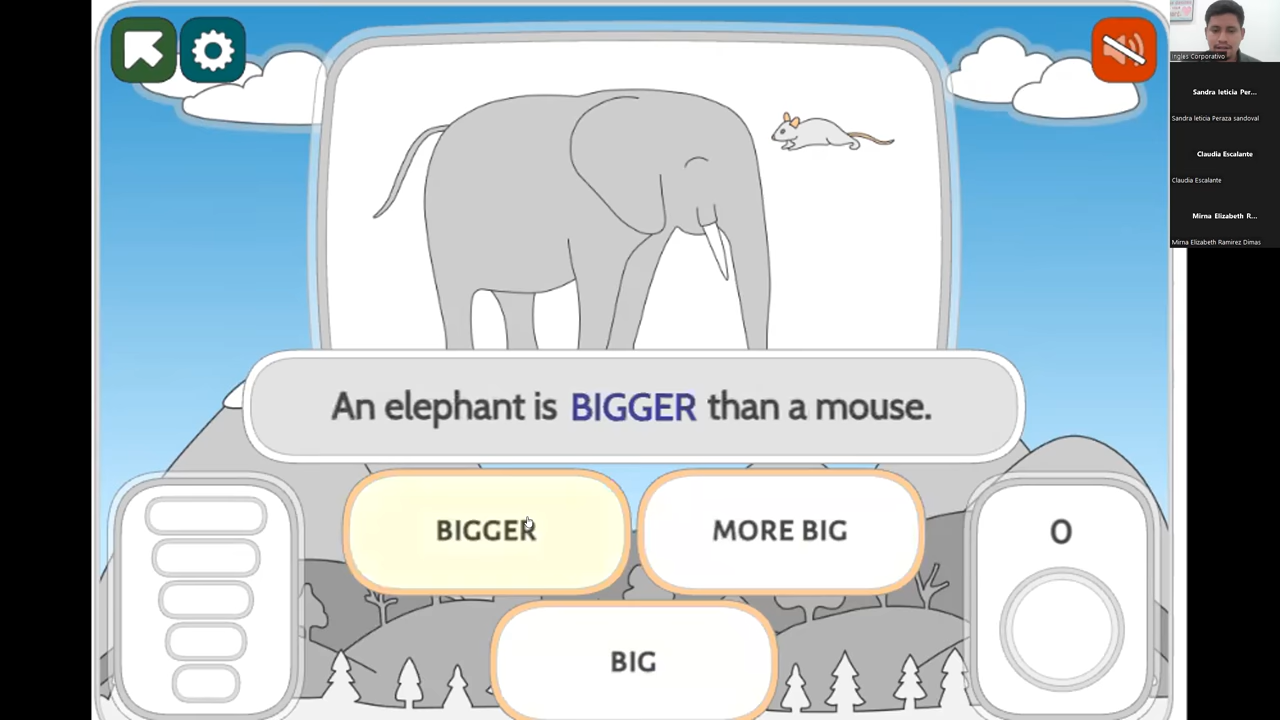 An elephant is BIGGER than a mouse.
BIGGER
MORE BIG
BIG
0
Ingles Corporativo
Sandra leticia Per...
Sandra leticia Peraza sandoval
Claudia Escalante
Claudia Escalante
Mirna Elizabeth R...
Mirna Elizabeth Ramirez Dimas